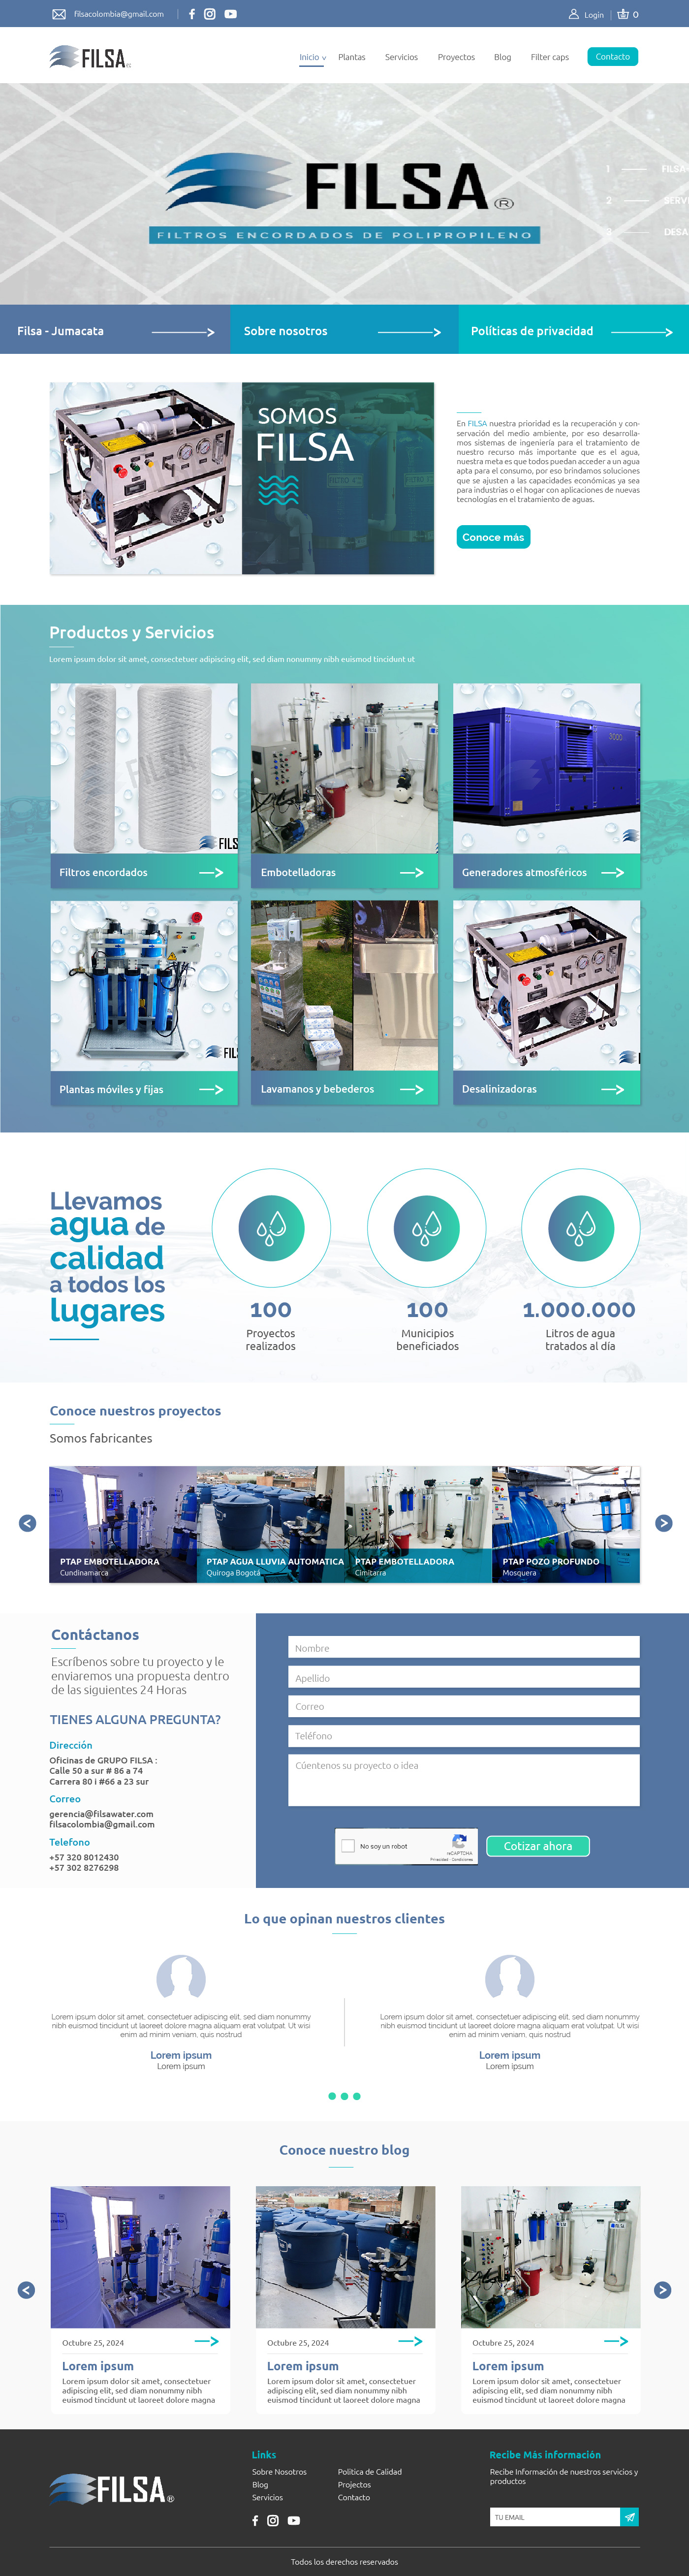 filsacolombia@gmail.com
Login
0
FILSA
Inicio
Plantas
Servicios
Proyectos
Blog
Filter caps
Contacto
FILSA®
FILTROS ENCORDADOS DE POLIPROPILENO
1 FILSA
2 SERVI
3 DESA
Filsa - Jumacata
Sobre nosotros
Políticas de privacidad
SOMOS
FILSA
En FILSA nuestra prioridad es la recuperación y con-
servación del medio ambiente, por eso desarrolla-
mos sistemas de ingeniería para el tratamiento de
nuestro recurso más importante que es el agua,
nuestra meta es que todos puedan acceder a un agua
apta para el consumo, por eso brindamos soluciones
que se ajusten a las capacidades económicas ya sea
para industrias o el hogar con aplicaciones de nuevas
tecnologías en el tratamiento de aguas.
Conoce más
Productos y Servicios
Lorem ipsum dolor sit amet, consectetuer adipiscing elit, sed diam nonummy nibh euismod tincidunt ut
FILS
Filtros encordados
Embotelladoras
Generadores atmosféricos
FIL
Plantas móviles y fijas
Lavamanos y bebederos
FIL
Desalinizadoras
Llevamos
agua de
calidad
a todos los
lugares
100
Proyectos
realizados
100
Municipios
beneficiados
1.000.000
Litros de agua
tratados al día
Conoce nuestros proyectos
Somos fabricantes
PTAP EMBOTELLADORA
Cundinamarca
PTAP AGUA LLUVIA AUTOMATICA
Quiroga Bogotá
PTAP EMBOTELLADORA
Cimitarra
PTAP POZO PROFUNDO
Mosquera
Contáctanos
Escríbenos sobre tu proyecto y le
enviaremos una propuesta dentro
de las siguientes 24 Horas
TIENES ALGUNA PREGUNTA?
Dirección
Oficinas de GRUPO FILSA :
Calle 50 a sur # 86 a 74
Carrera 80 i #66 a 23 sur
Correo
gerencia@filsawater.com
filsacolombia@gmail.com
Telefono
+57 320 8012430
+57 302 8276298
Nombre
Apellido
Correo
Teléfono
Cúentenos su proyecto o idea
No soy un robot
reCAPTCHA
Privacidad - Condiciones
Cotizar ahora
Lo que opinan nuestros clientes
Lorem ipsum dolor sit amet, consectetuer adipiscing elit, sed diam nonummy
nibh euismod tincidunt ut laoreet dolore magna aliquam erat volutpat. Ut wisi
enim ad minim veniam, quis nostrud
Lorem ipsum
Lorem ipsum
Lorem ipsum dolor sit amet, consectetuer adipiscing elit, sed diam nonummy
nibh euismod tincidunt ut laoreet dolore magna aliquam erat volutpat. Ut wisi
enim ad minim veniam, quis nostrud
Lorem ipsum
Lorem ipsum
Conoce nuestro blog
Octubre 25, 2024
Lorem ipsum
Lorem ipsum dolor sit amet, consectetuer
adipiscing elit, sed diam nonummy nibh
euismod tincidunt ut laoreet dolore magna
Octubre 25, 2024
Lorem ipsum
Lorem ipsum dolor sit amet, consectetuer
adipiscing elit, sed diam nonummy nibh
euismod tincidunt ut laoreet dolore magna
Octubre 25, 2024
Lorem ipsum
Lorem ipsum dolor sit amet, consectetuer
adipiscing elit, sed diam nonummy nibh
euismod tincidunt ut laoreet dolore magna
FILSA®
Links
Sobre Nosotros
Blog
Servicios
Política de Calidad
Projectos
Contacto
Recibe Más información
Recibe Información de nuestros servicios y
productos
TU EMAIL
Todos los derechos reservados